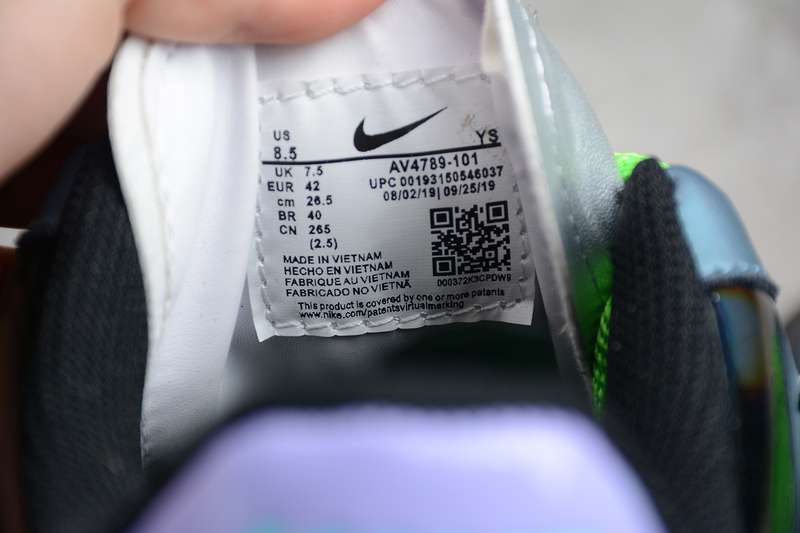 US YS
8.5
UK 7.5 AV4789-101
EUR 42 UPC 00193150546037
cm 26.5 08/02/19 | 09/25/19
BR 40
CN 265
(2.5)
MADE IN VIETNAM
HECHO EN VIETNAM
FABRIQUE AU VIETNAM
FABRICADO NO VIETNÃ
000372K3CPDW8
This product is covered by one or more patents
www.nike.com/patentsvirtualmarking